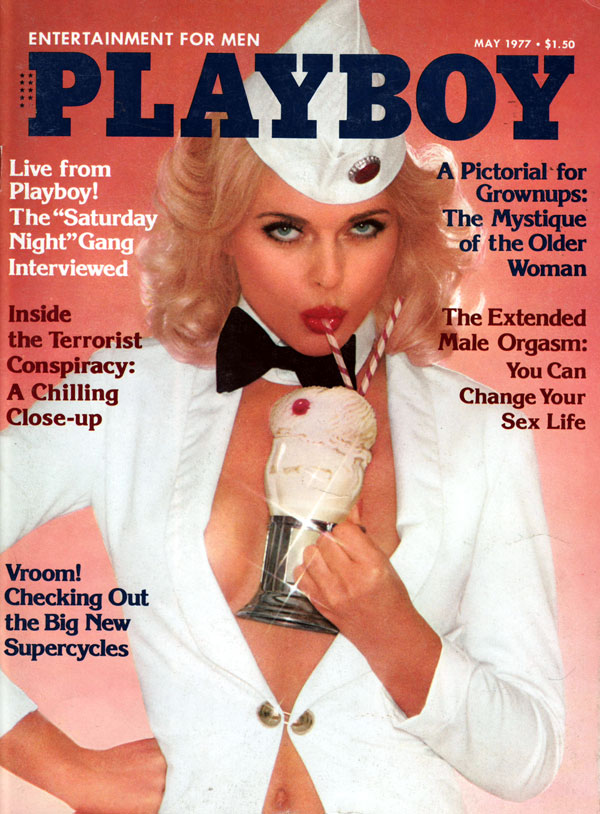 ENTERTAINMENT FOR MEN
MAY 1977 • $1.50
PLAYBOY
Live from
Playboy!
The “Saturday
Night” Gang
Interviewed
Inside
the Terrorist
Conspiracy:
A Chilling
Close-up
Vroom!
Checking Out
the Big New
Supercycles
A Pictorial for
Grownups:
The Mystique
of the Older
Woman
The Extended
Male Orgasm:
You Can
Change Your
Sex Life